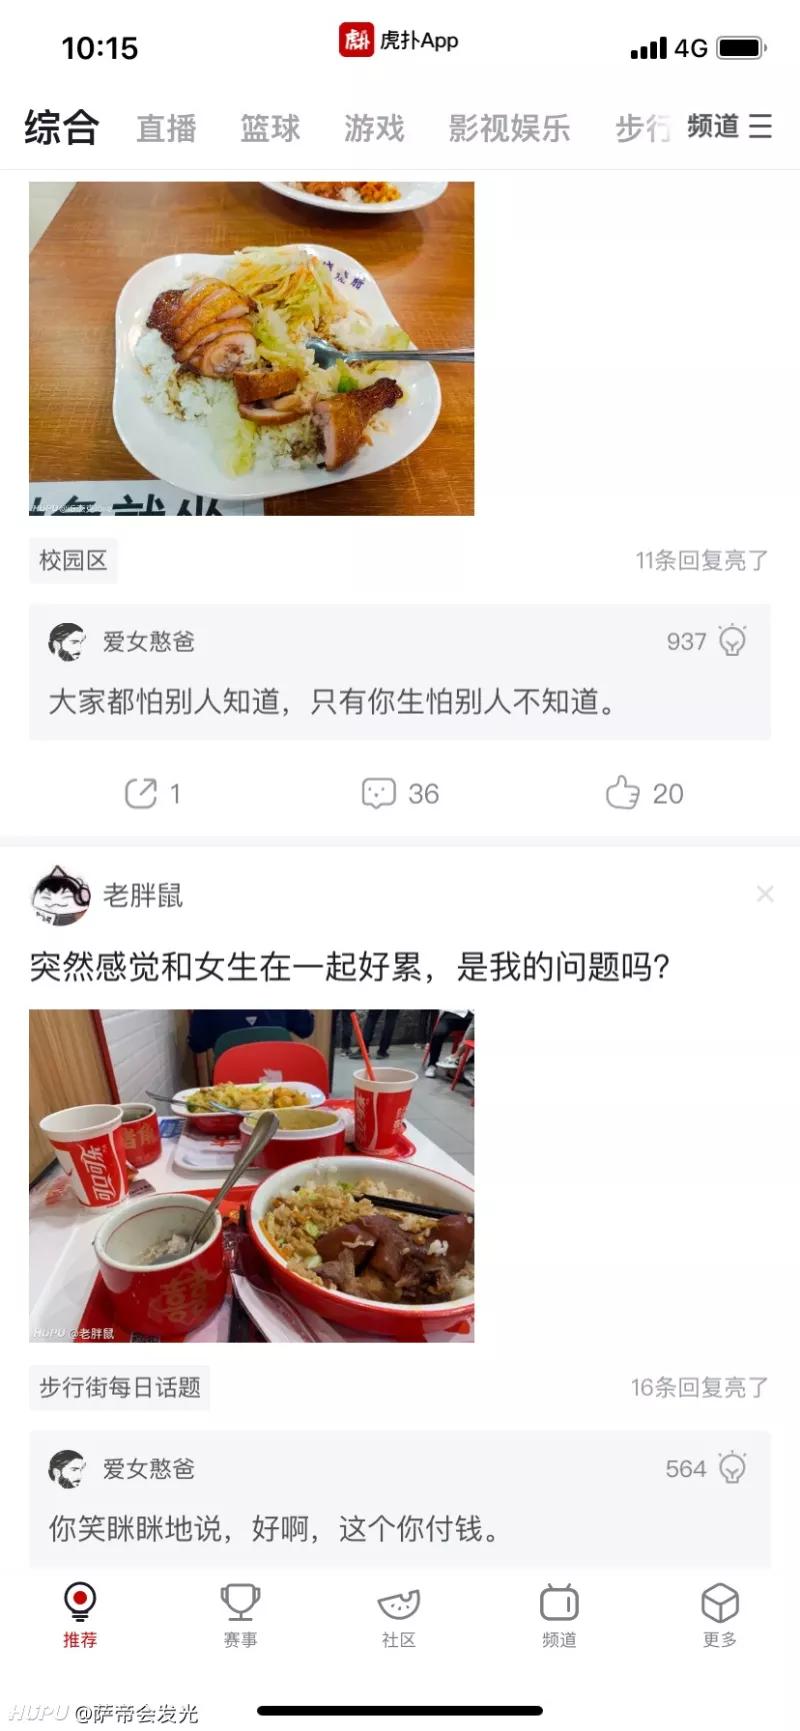 10:15
虎扑App
4G
综合 直播 篮球 游戏 影视娱乐 步行 频道
校园区
11条回复亮了
爱女憨爸
937
大家都怕别人知道，只有你生怕别人不知道。
1 36 20
老胖鼠
突然感觉和女生在一起好累，是我的问题吗？
可口可乐
囍
HUPU @老胖鼠
步行街每日话题
16条回复亮了
爱女憨爸
564
你笑眯眯地说，好啊，这个你付钱。
推荐 赛事 社区 频道 更多
HUPU @萨帝会发光